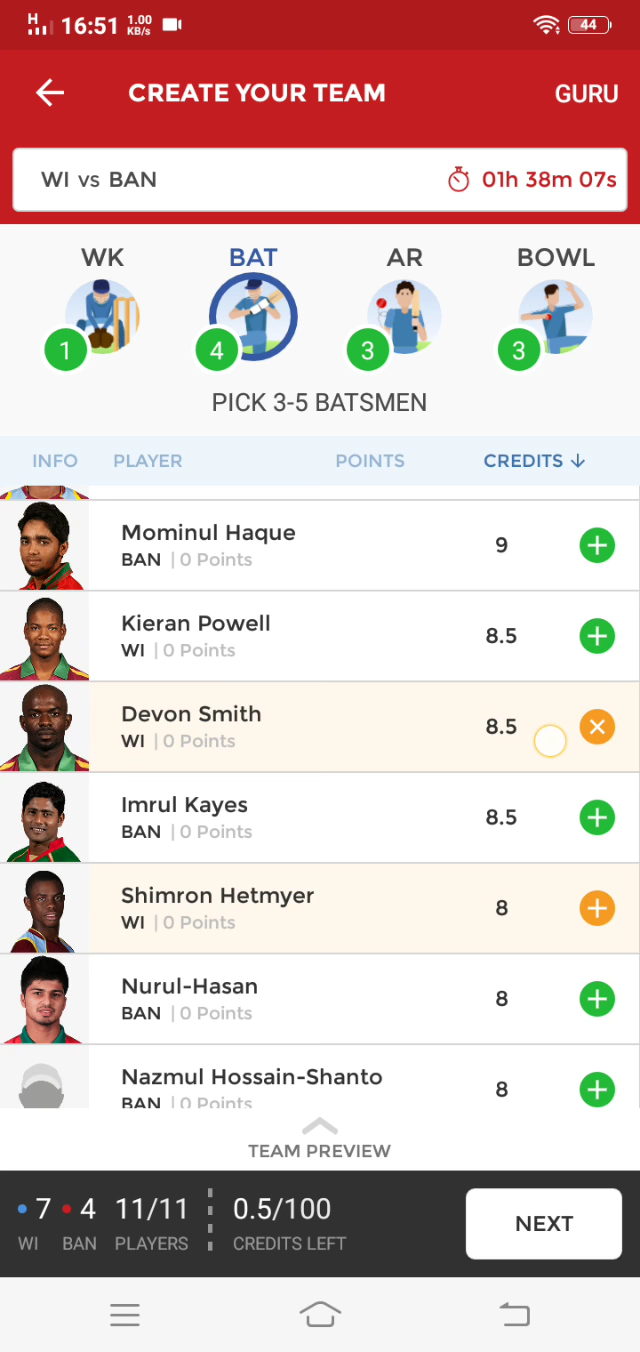 H 16:51 1.00 KB/s 44
CREATE YOUR TEAM GURU
WI vs BAN 01h 38m 07s
WK BAT AR BOWL
1 4 3 3
PICK 3-5 BATSMEN
INFO PLAYER POINTS CREDITS
Mominul Haque
BAN | 0 Points 9
Kieran Powell
WI | 0 Points 8.5
Devon Smith
WI | 0 Points 8.5
Imrul Kayes
BAN | 0 Points 8.5
Shimron Hetmyer
WI | 0 Points 8
Nurul-Hasan
BAN | 0 Points 8
Nazmul Hossain-Shanto
BAN | 0 Points 8
TEAM PREVIEW
7 4 11/11 0.5/100
WI BAN PLAYERS CREDITS LEFT
NEXT